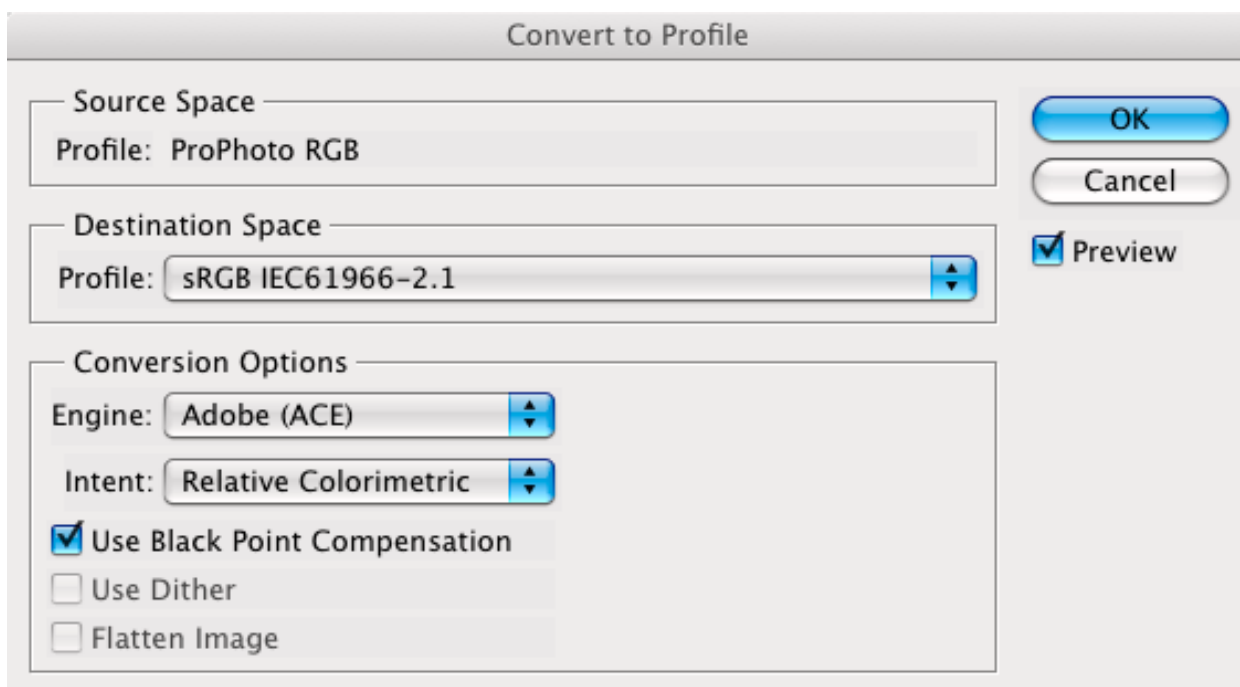 Convert to Profile
Source Space
Profile: ProPhoto RGB
OK
Cancel
Destination Space
Profile: sRGB IEC61966-2.1
Preview
Conversion Options
Engine: Adobe (ACE)
Intent: Relative Colorimetric
Use Black Point Compensation
Use Dither
Flatten Image